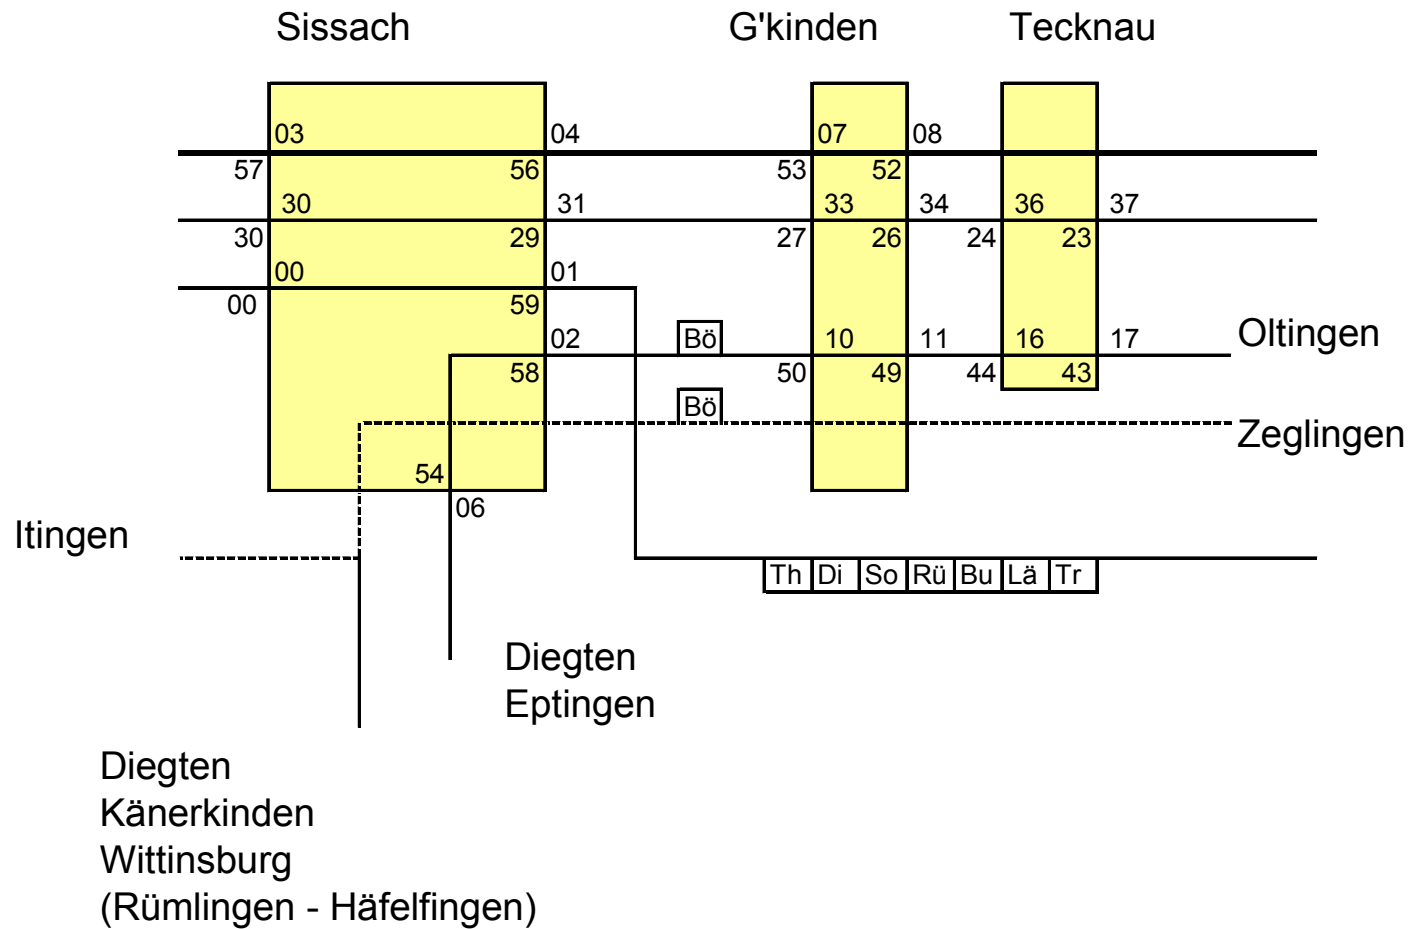 Sissach G'kinden Tecknau
03 04 07 08
57 56 53 52
30 31 33 34 36 37
30 29 27 26 24 23
00 01
00 59
02 Bö 10 11 16 17 Oltingen
58 50 49 44 43
Bö
Zeglingen
54
06
Itingen
Th Di So Rü Bu Lä Tr
Diegten
Eptingen
Diegten
Känerkinden
Wittinsburg
(Rümlingen - Häfelfingen)